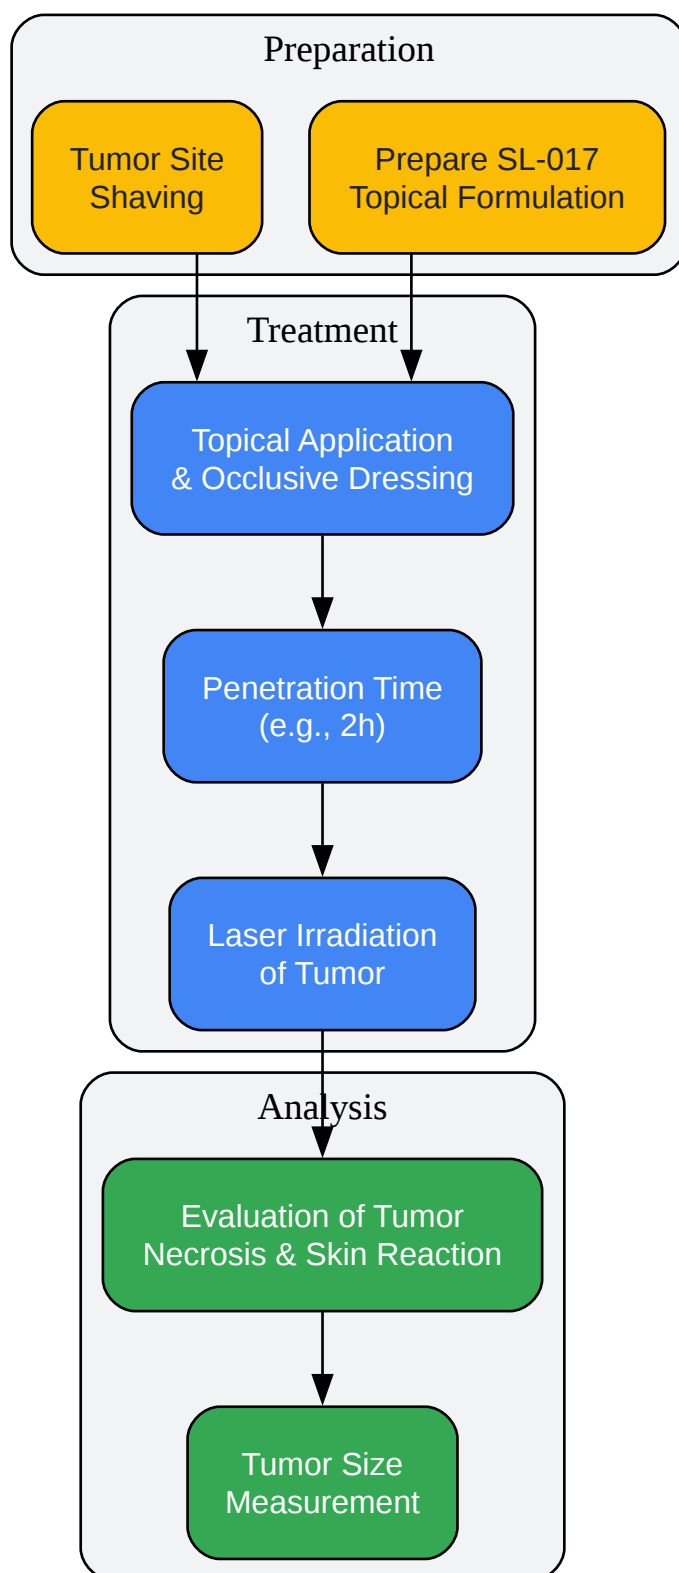 Preparation
Tumor Site
Shaving
Prepare SL-017
Topical Formulation
Treatment
Topical Application
& Occlusive Dressing
Penetration Time
(e.g., 2h)
Laser Irradiation
of Tumor
Analysis
Evaluation of Tumor
Necrosis & Skin Reaction
Tumor Size
Measurement